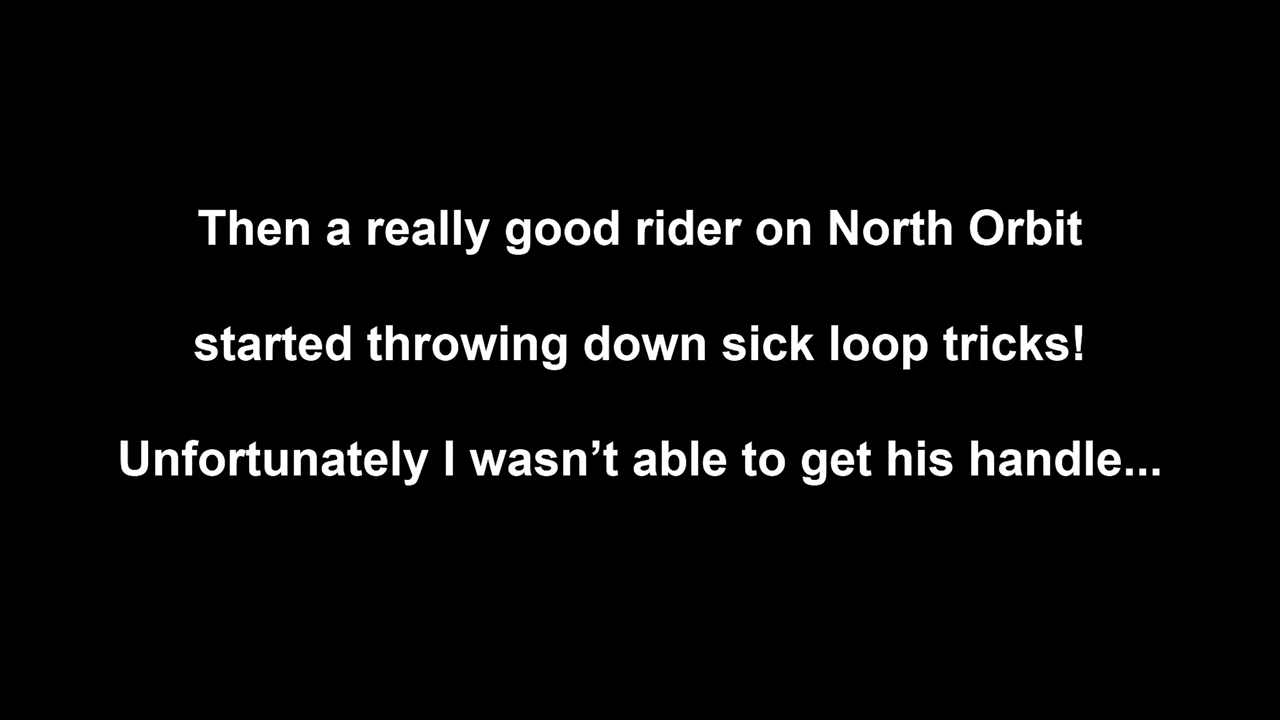 Then a really good rider on North Orbit
started throwing down sick loop tricks!
Unfortunately I wasn’t able to get his handle...